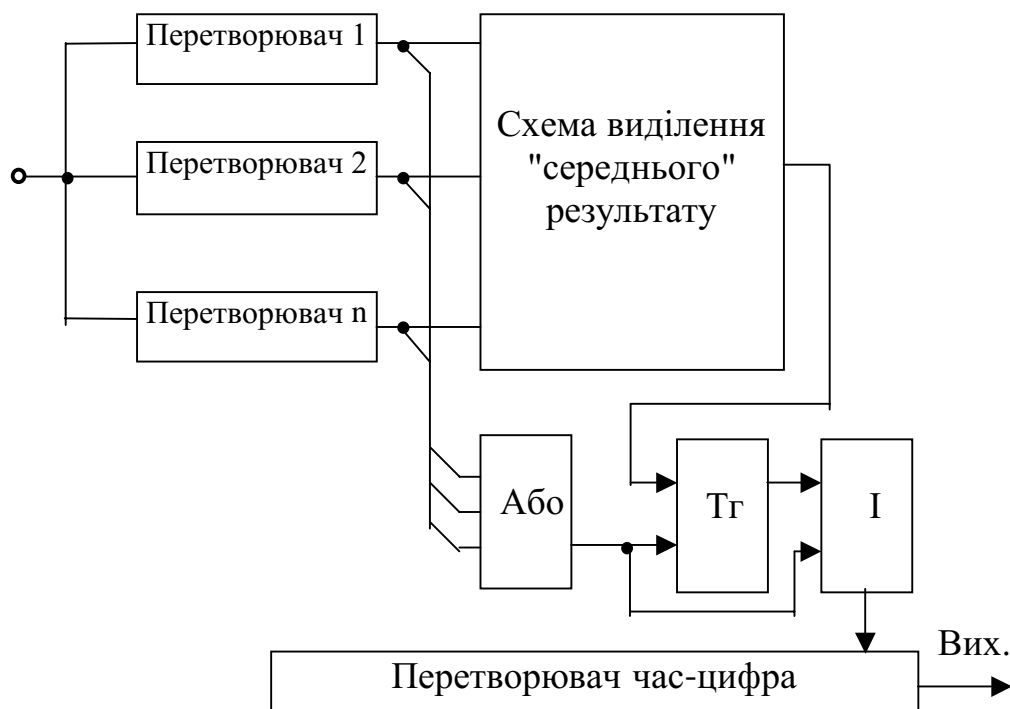 Перетворювач 1
Перетворювач 2
Перетворювач n
Схема виділення
"середнього"
результату
Або
Тг
І
Вих.
Перетворювач час-цифра